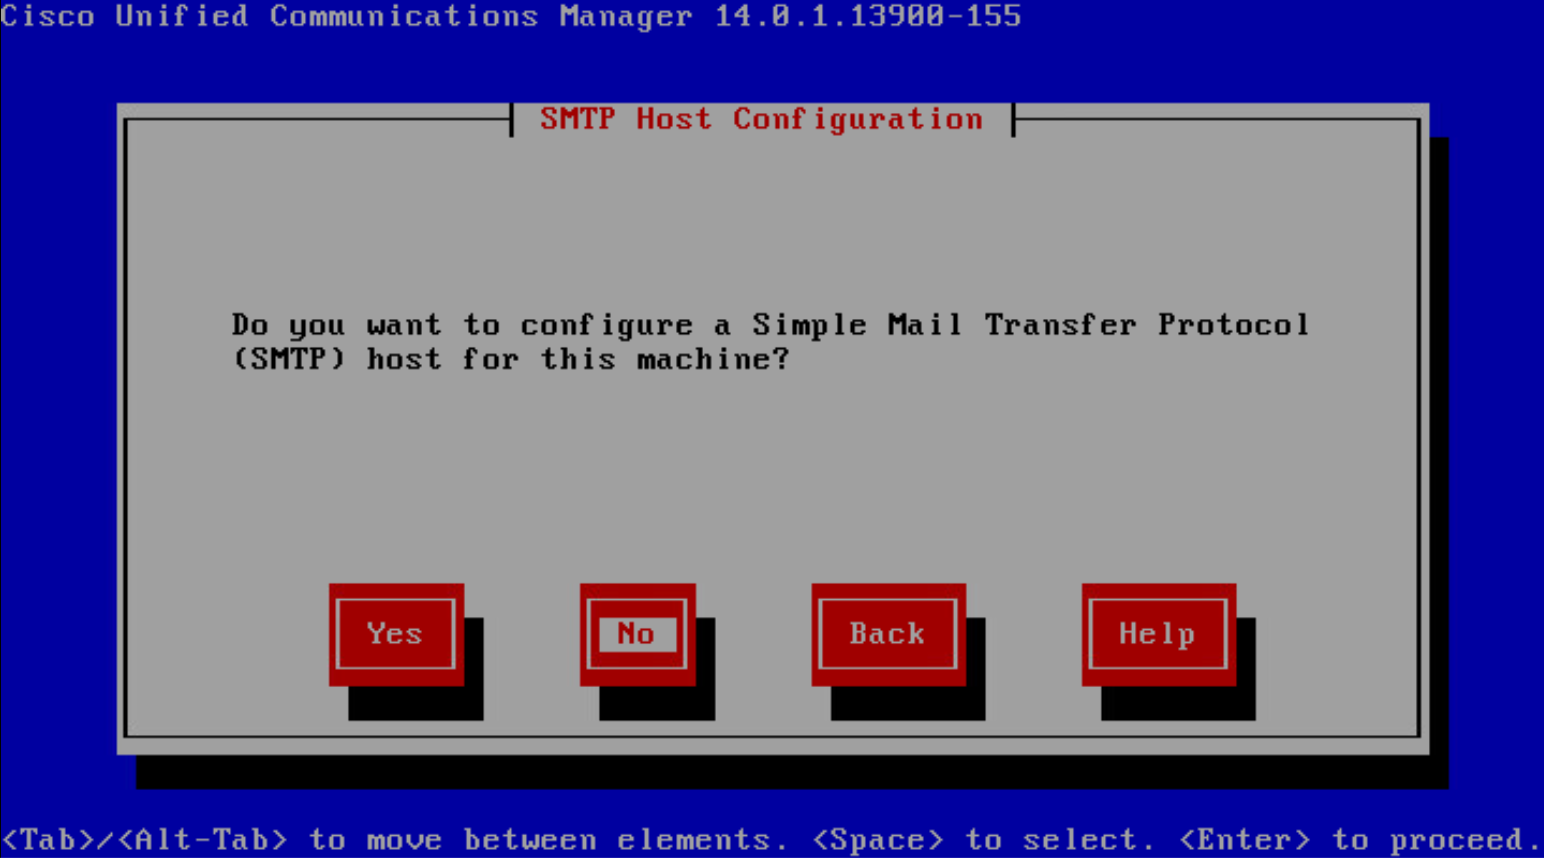 Cisco Unified Communications Manager 14.0.1.13900-155
SMTP Host Configuration
Do you want to configure a Simple Mail Transfer Protocol
(SMTP) host for this machine?
Yes No Back Help
<Tab>/<Alt-Tab> to move between elements. <Space> to select. <Enter> to proceed.